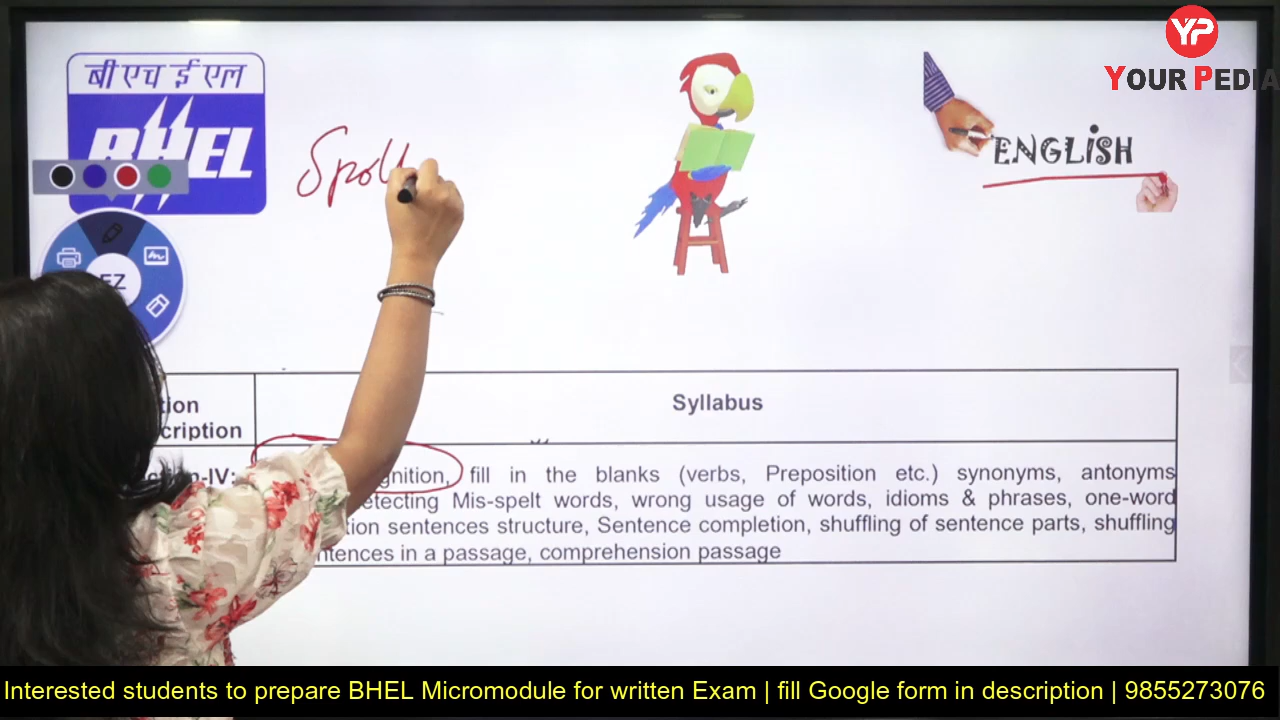 YP
YOUR PEDIA
बीएचईएल
BHEL
ENGLISH
EZ
Syllabus
cription
-IV:
gnition, fill in the blanks (verbs, Preposition etc.) synonyms, antonyms
etecting Mis-spelt words, wrong usage of words, idioms & phrases, one-word
tion sentences structure, Sentence completion, shuffling of sentence parts, shuffling
ntences in a passage, comprehension passage
Interested students to prepare BHEL Micromodule for written Exam | fill Google form in description | 9855273076